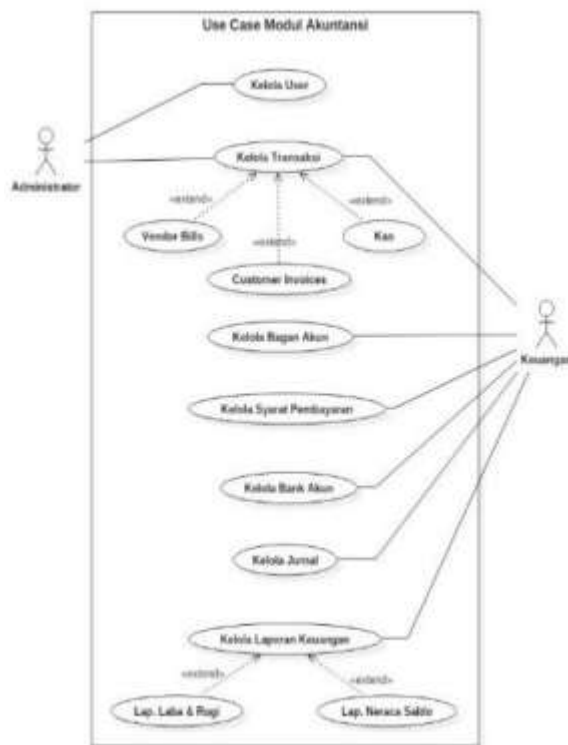 Use Case Modul Akuntansi
Kelola User
Kelola Transaksi
Administrator
«extend»
«extend»
«extend»
Vendor Bills
Kas
Customer Invoices
Kelola Bagan Akun
Keuangan
Kelola Syarat Pembayaran
Kelola Bank Akun
Kelola Jurnal
Kelola Laporan Keuangan
«extend»
«extend»
Lap. Laba & Rugi
Lap. Neraca Saldo